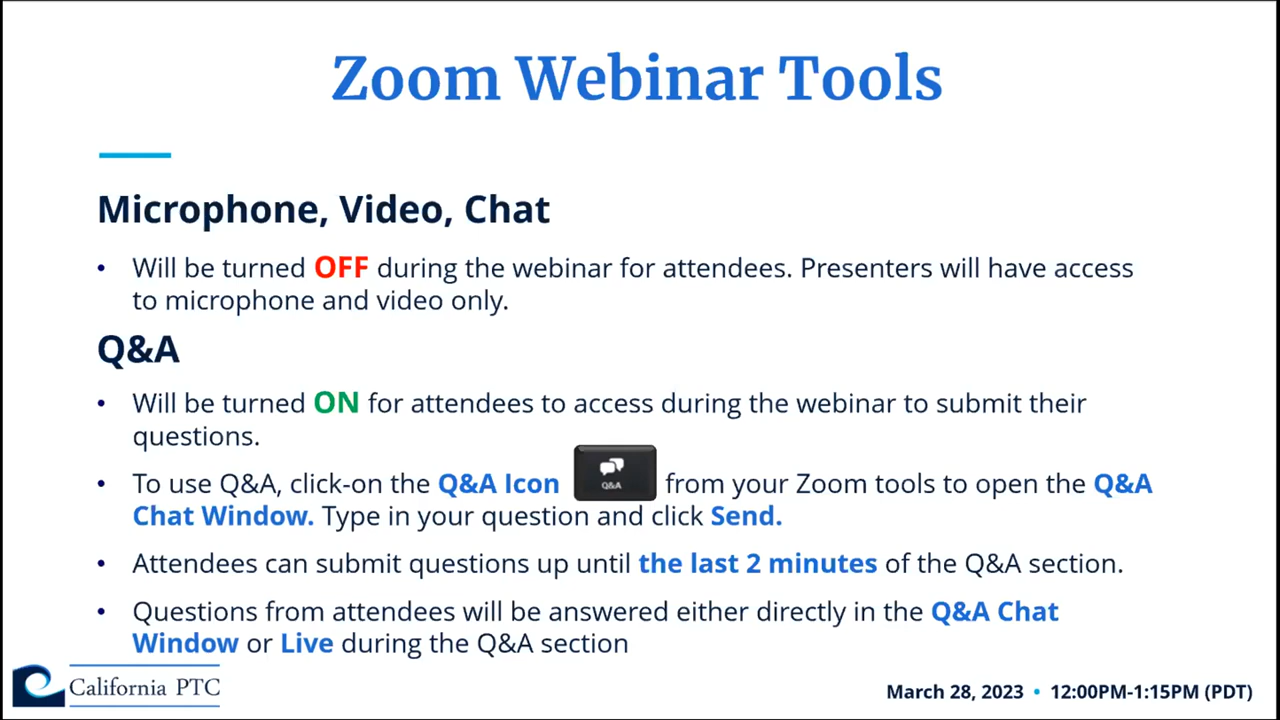 Zoom Webinar Tools
Microphone, Video, Chat
• Will be turned OFF during the webinar for attendees. Presenters will have access
to microphone and video only.
Q&A
• Will be turned ON for attendees to access during the webinar to submit their
questions.
• To use Q&A, click-on the Q&A Icon Q&A from your Zoom tools to open the Q&A
Chat Window. Type in your question and click Send.
• Attendees can submit questions up until the last 2 minutes of the Q&A section.
• Questions from attendees will be answered either directly in the Q&A Chat
Window or Live during the Q&A section
California PTC
March 28, 2023 • 12:00PM-1:15PM (PDT)